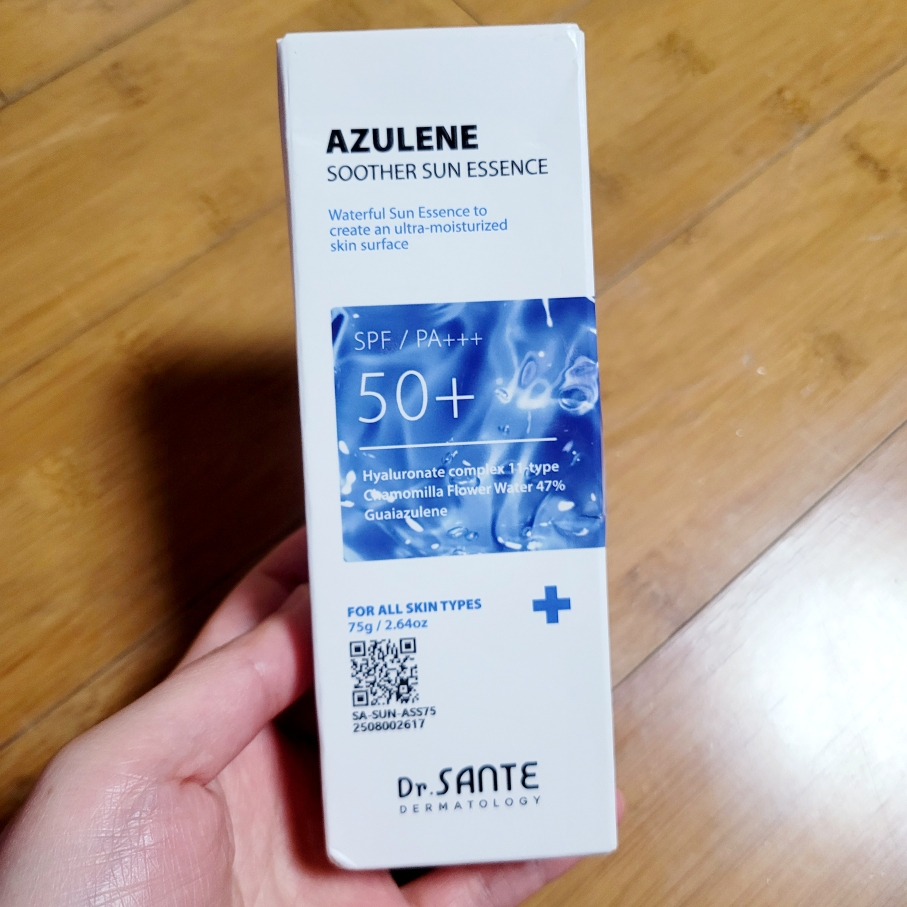 AZULENE
SOOTHER SUN ESSENCE
Waterful Sun Essence to
create an ultra-moisturized
skin surface
SPF / PA+++
50+
Hyaluronate complex 11-type
Chamomilla Flower Water 47%
Guaiazulene
FOR ALL SKIN TYPES
75g / 2.64oz
SA-SUN-ASS75
2508002617
Dr.SANTE
DERMATOLOGY